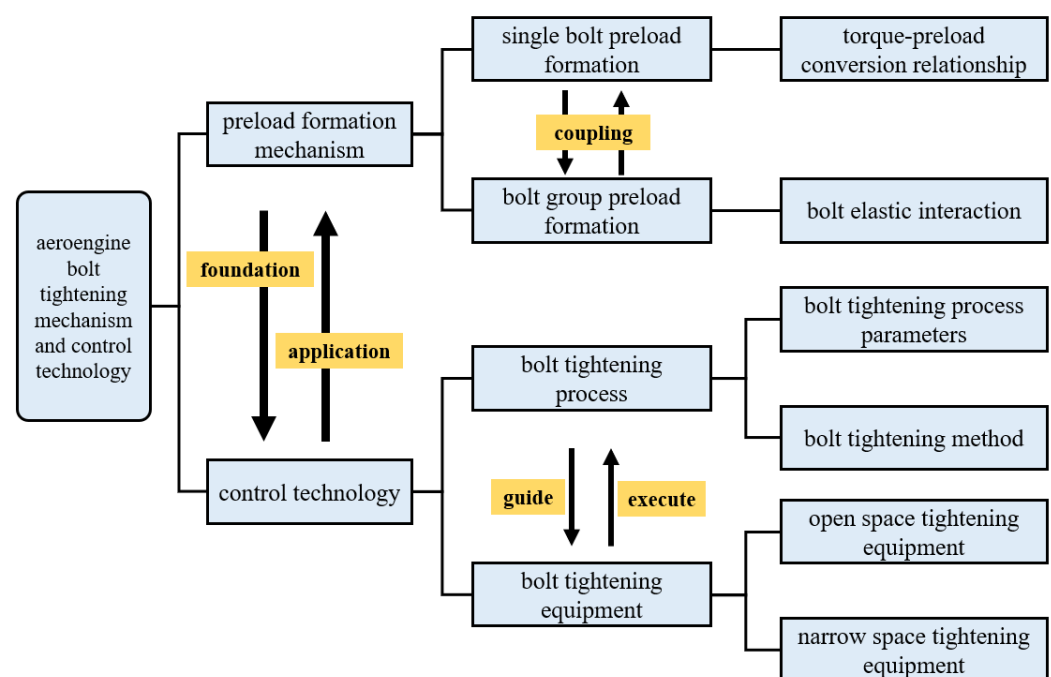 single bolt preload
formation
torque-preload
conversion relationship
preload formation
mechanism
coupling
bolt group preload
formation
bolt elastic interaction
aeroengine
bolt
tightening
mechanism
and control
technology
foundation
application
bolt tightening process
parameters
bolt tightening
process
bolt tightening method
control technology
guide
execute
open space tightening
equipment
bolt tightening
equipment
narrow space tightening
equipment